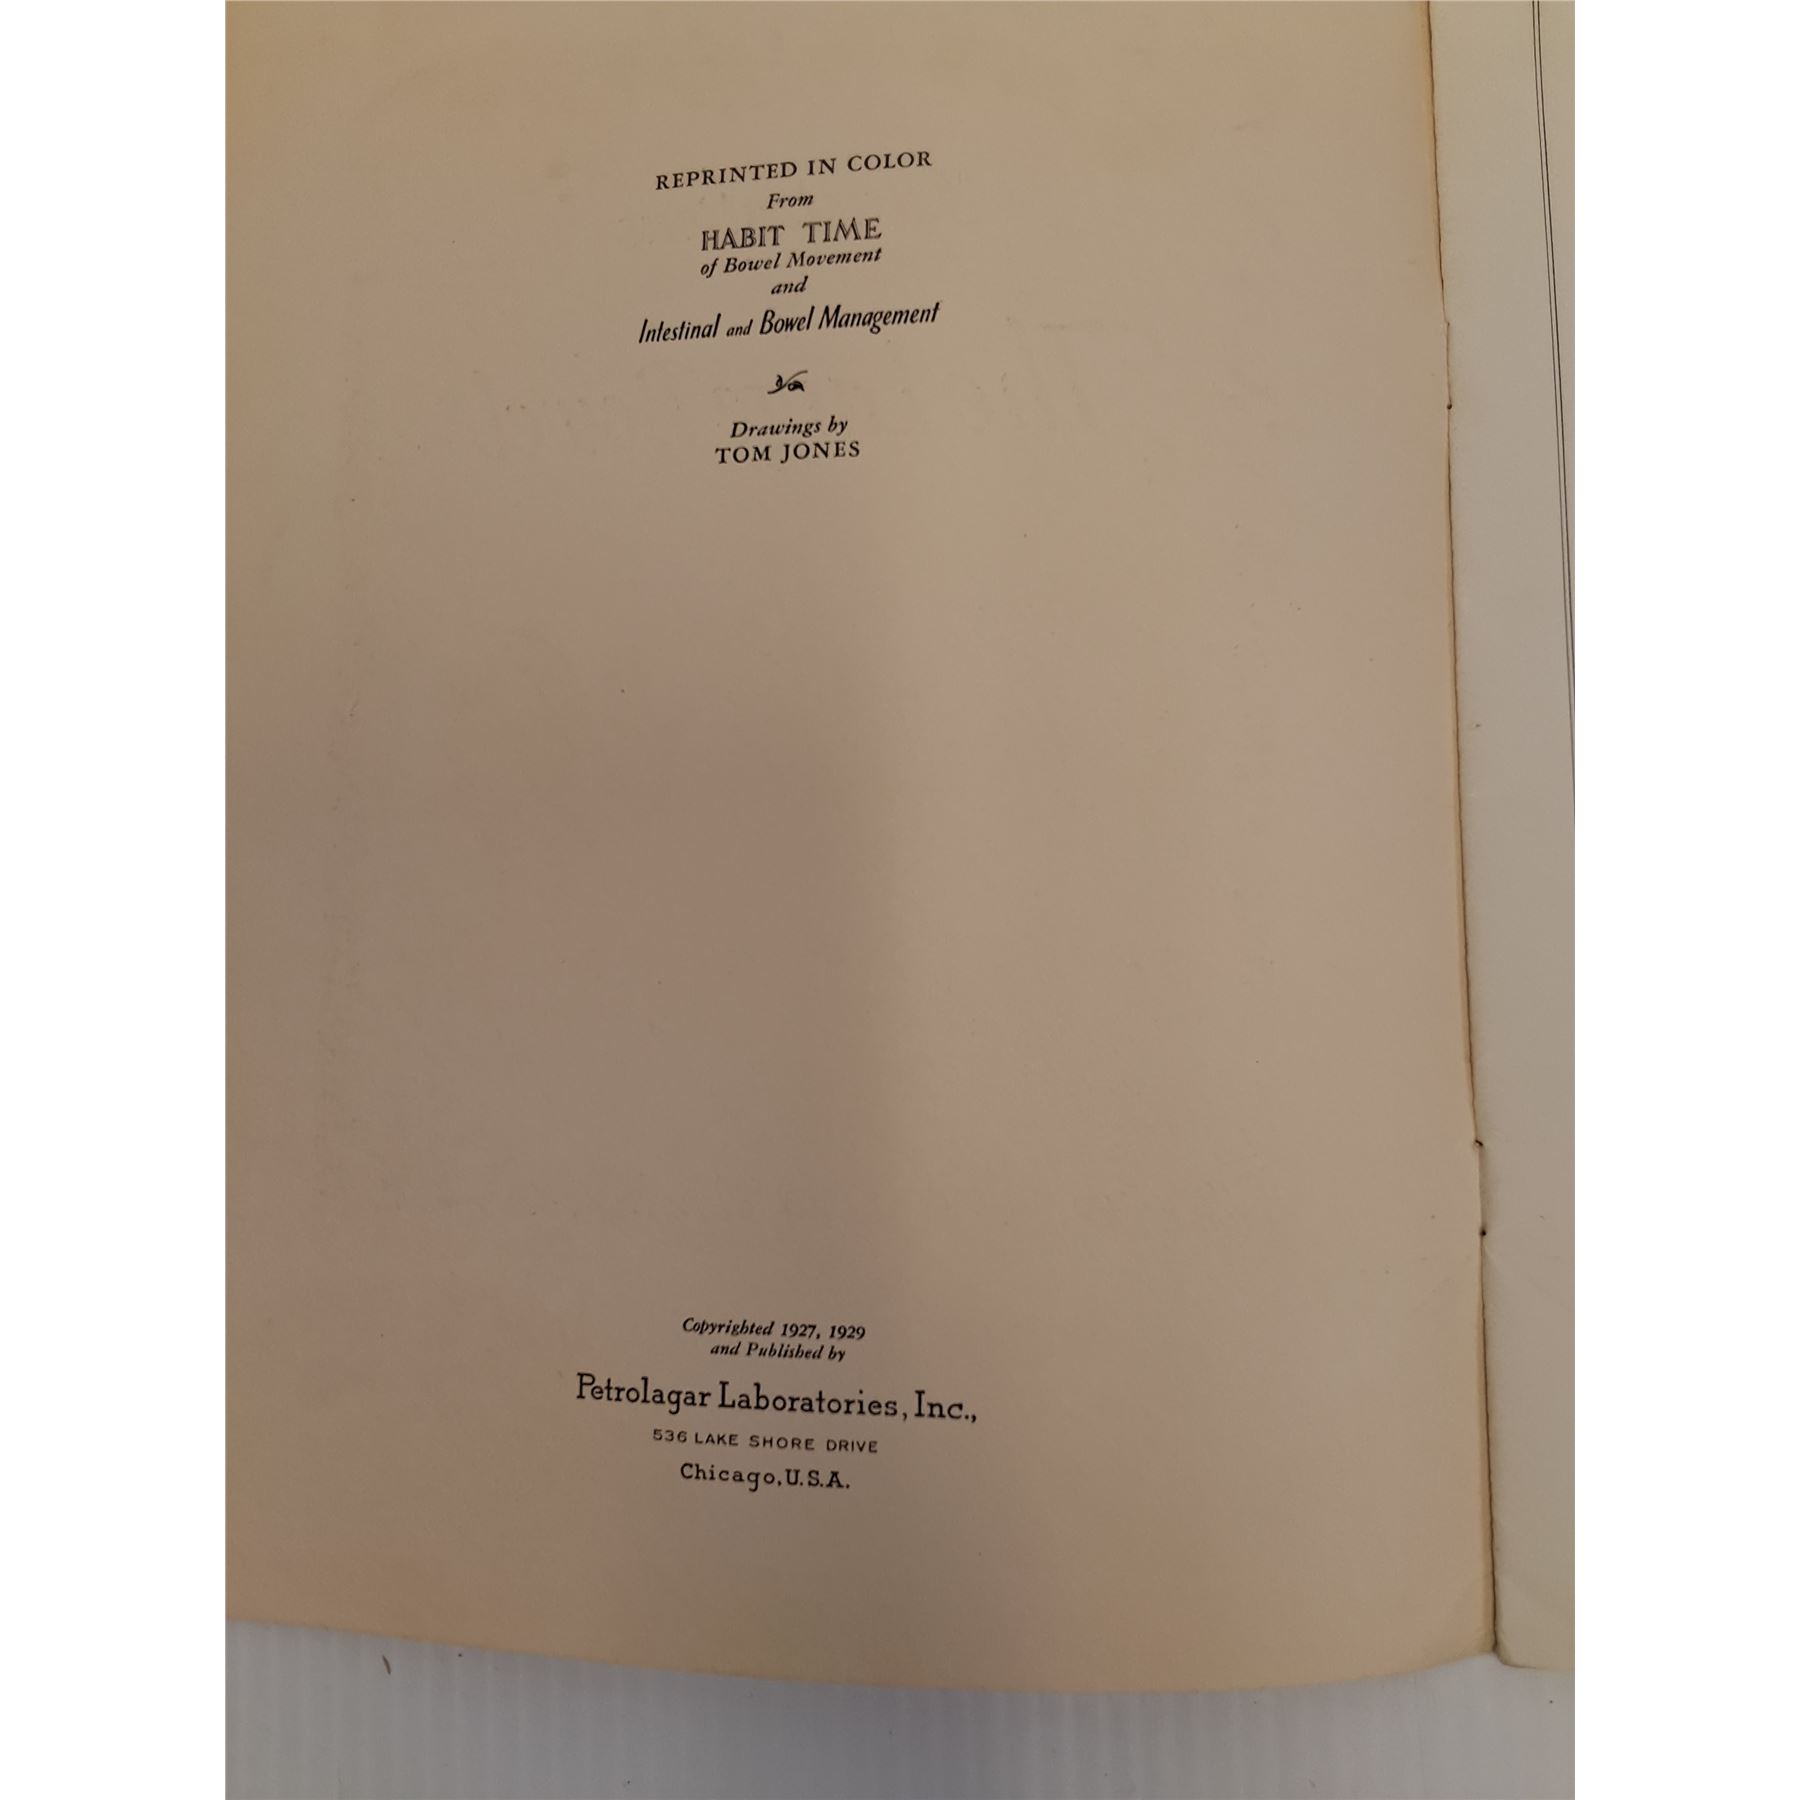 REPRINTED IN COLOR
From
HABIT TIME
of Bowel Movement
and
Intestinal and Bowel Management
Drawings by
TOM JONES
Copyrighted 1927, 1929
and Published by
Petrolagar Laboratories, Inc.,
536 LAKE SHORE DRIVE
Chicago, U.S.A.